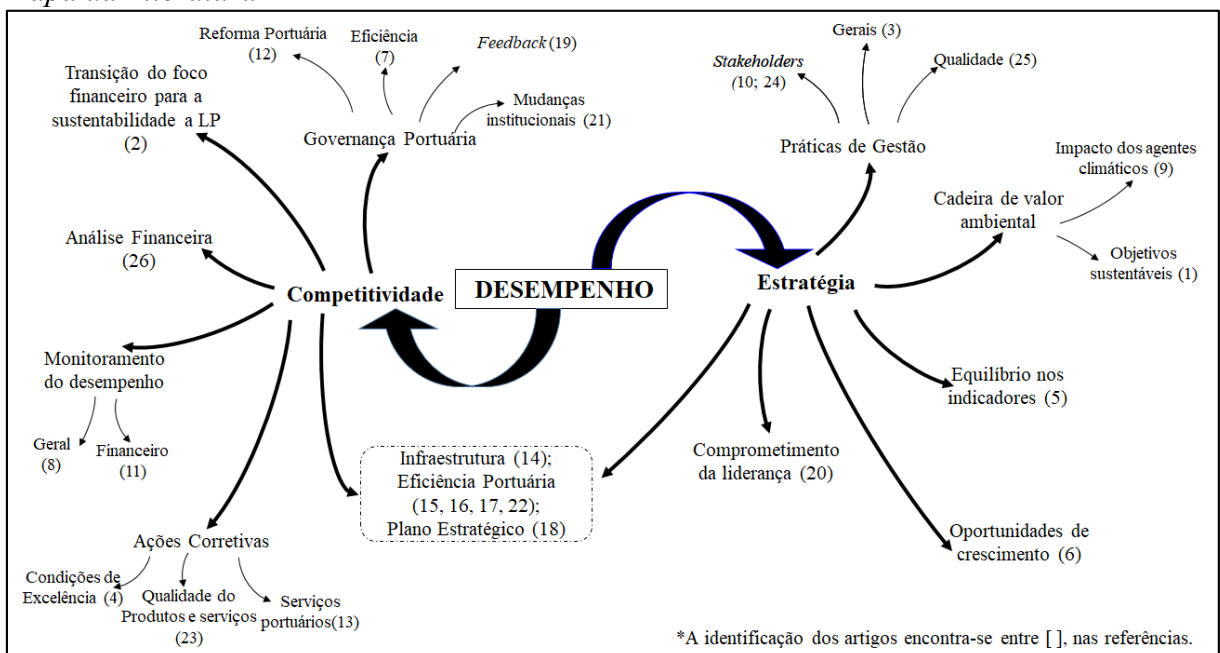 Reforma Portuária
(12)
Eficiência
(7)
Feedback (19)
Mudanças
institucionais (21)
Governança Portuária
Transição do foco
financeiro para a
sustentabilidade a LP
(2)
Análise Financeira
(26)
Competitividade
DESEMPENHO
Monitoramento
do desempenho
Geral
(8)
Financeiro
(11)
Ações Corretivas
Condições de
Excelência (4)
Qualidade do
Produtos e serviços
(23)
Serviços
portuários(13)
Infraestrutura (14);
Eficiência Portuária
(15, 16, 17, 22);
Plano Estratégico (18)
Gerais (3)
Stakeholders
(10; 24)
Qualidade (25)
Práticas de Gestão
Impacto dos agentes
climáticos (9)
Cadeira de valor
ambiental
Objetivos
sustentáveis (1)
Estratégia
Equilíbrio nos
indicadores (5)
Comprometimento
da liderança (20)
Oportunidades de
crescimento (6)
*A identificação dos artigos encontra-se entre [ ], nas referências.